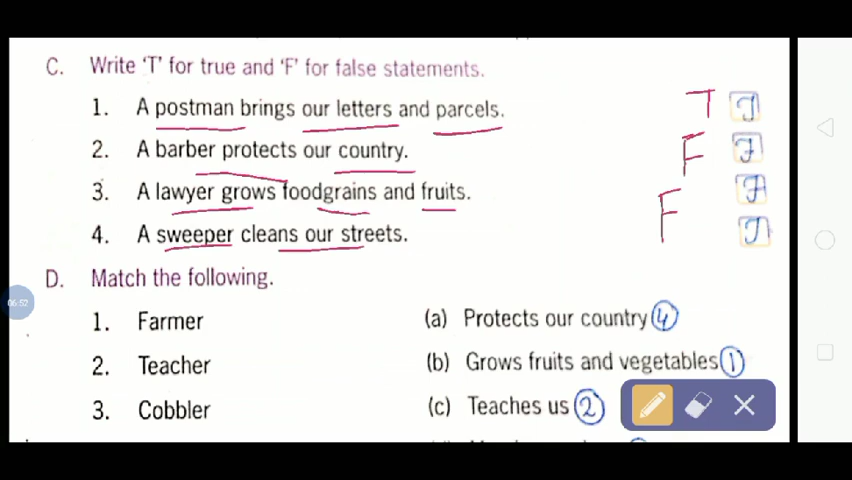 C. Write 'T' for true and 'F' for false statements.
1. A postman brings our letters and parcels. T T
2. A barber protects our country. F F
3. A lawyer grows foodgrains and fruits. F F
4. A sweeper cleans our streets. T
D. Match the following.
06:52
1. Farmer (a) Protects our country 4
2. Teacher (b) Grows fruits and vegetables 1
3. Cobbler (c) Teaches us 2